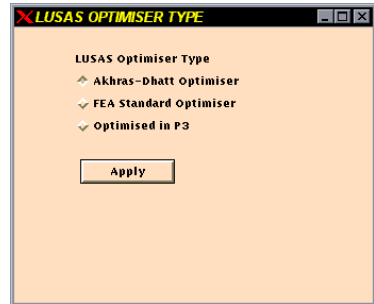 LUSAS OPTIMISER TYPE
LUSAS Optimiser Type
Akhras-Dhatt Optimiser
FEA Standard Optimiser
Optimised in P3
Apply